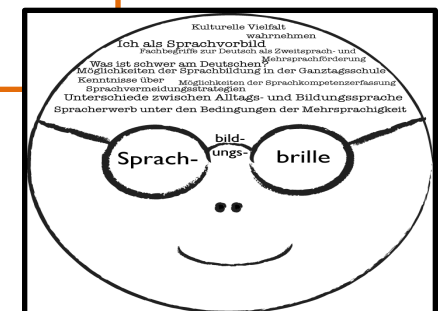 Kulturelle Vielfalt
wahrnehmen
Ich als Sprachvorbild
Fachbegriffe zur Deutsch als Zweitsprach- und
Mehrsprachförderung
Was ist schwer am Deutschen?
Möglichkeiten der Sprachbildung in der Ganztagsschule
Kenntnisse über
Möglichkeiten der Sprachkompetenzerfassung
Sprachvermeidungsstrategien
Unterschiede zwischen Alltags- und Bildungssprache
Spracherwerb unter den Bedingungen der Mehrsprachigkeit
Sprach-
bild-
ungs-
brille